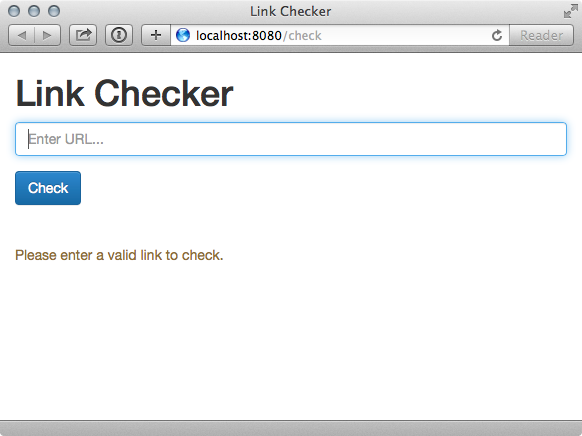 Link Checker
localhost:8080/check
Reader
Link Checker
Enter URL...
Check
Please enter a valid link to check.